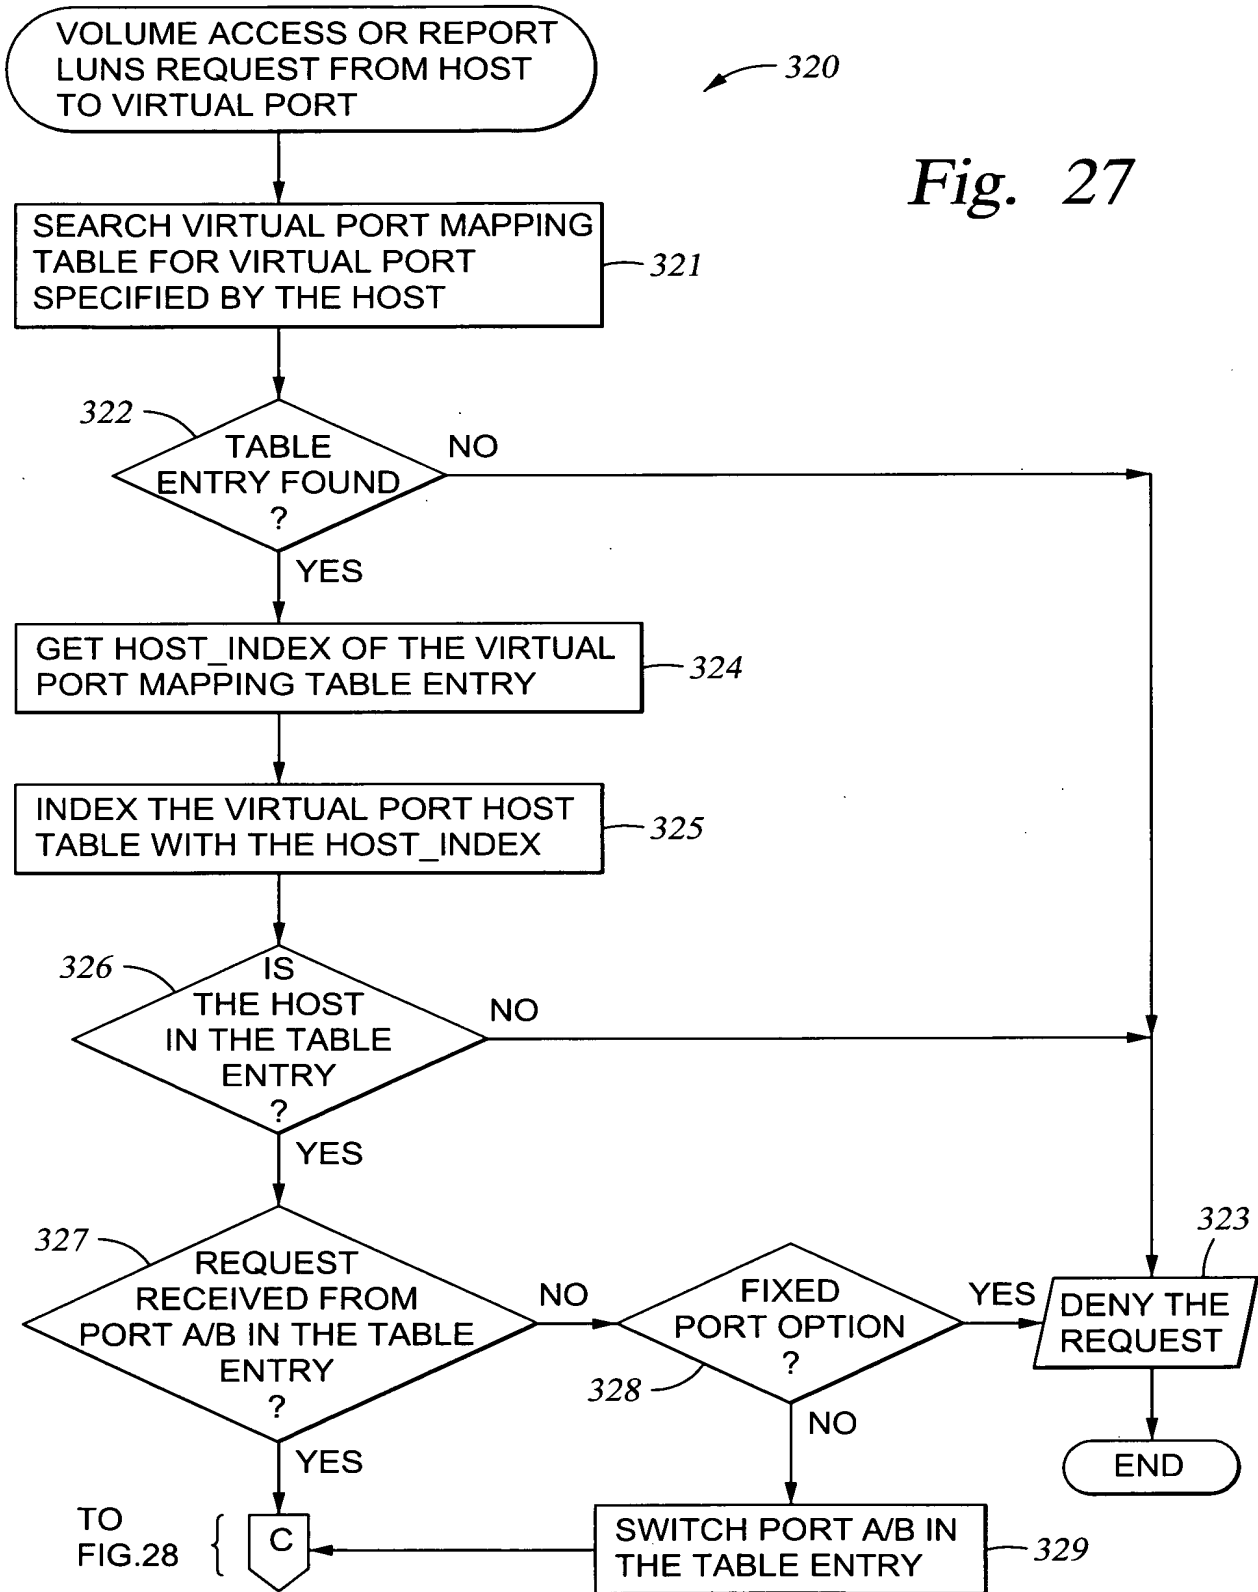 VOLUME ACCESS OR REPORT
LUNS REQUEST FROM HOST
TO VIRTUAL PORT
320
Fig. 27
SEARCH VIRTUAL PORT MAPPING
TABLE FOR VIRTUAL PORT
SPECIFIED BY THE HOST
321
322
TABLE
ENTRY FOUND
?
NO
YES
GET HOST_INDEX OF THE VIRTUAL
PORT MAPPING TABLE ENTRY
324
INDEX THE VIRTUAL PORT HOST
TABLE WITH THE HOST_INDEX
325
326
IS
THE HOST
IN THE TABLE
ENTRY
?
NO
YES
327
REQUEST
RECEIVED FROM
PORT A/B IN THE TABLE
ENTRY
?
NO
YES
FIXED
PORT OPTION
?
328
YES
NO
323
DENY THE
REQUEST
END
SWITCH PORT A/B IN
THE TABLE ENTRY
329
TO
FIG.28
C